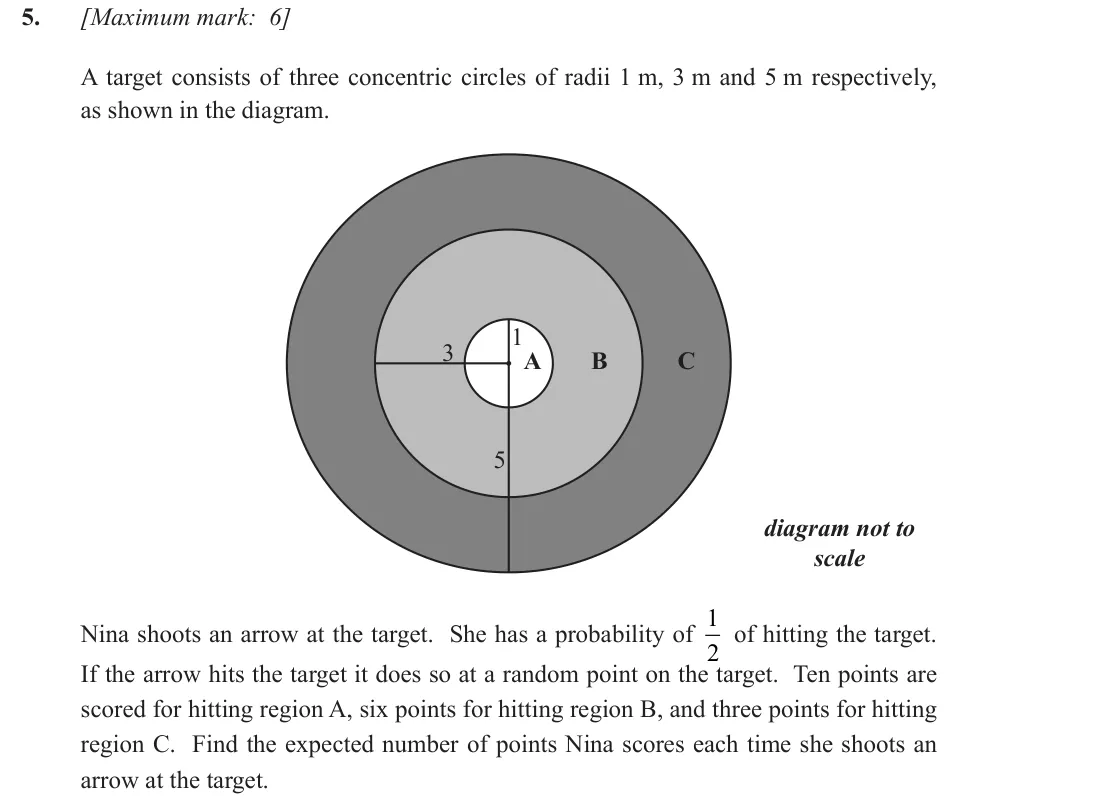 5. [Maximum mark: 6]
A target consists of three concentric circles of radii 1 m, 3 m and 5 m respectively,
as shown in the diagram.
1
3
A B C
5
diagram not to
scale
Nina shoots an arrow at the target. She has a probability of 1/2 of hitting the target.
If the arrow hits the target it does so at a random point on the target. Ten points are
scored for hitting region A, six points for hitting region B, and three points for hitting
region C. Find the expected number of points Nina scores each time she shoots an
arrow at the target.